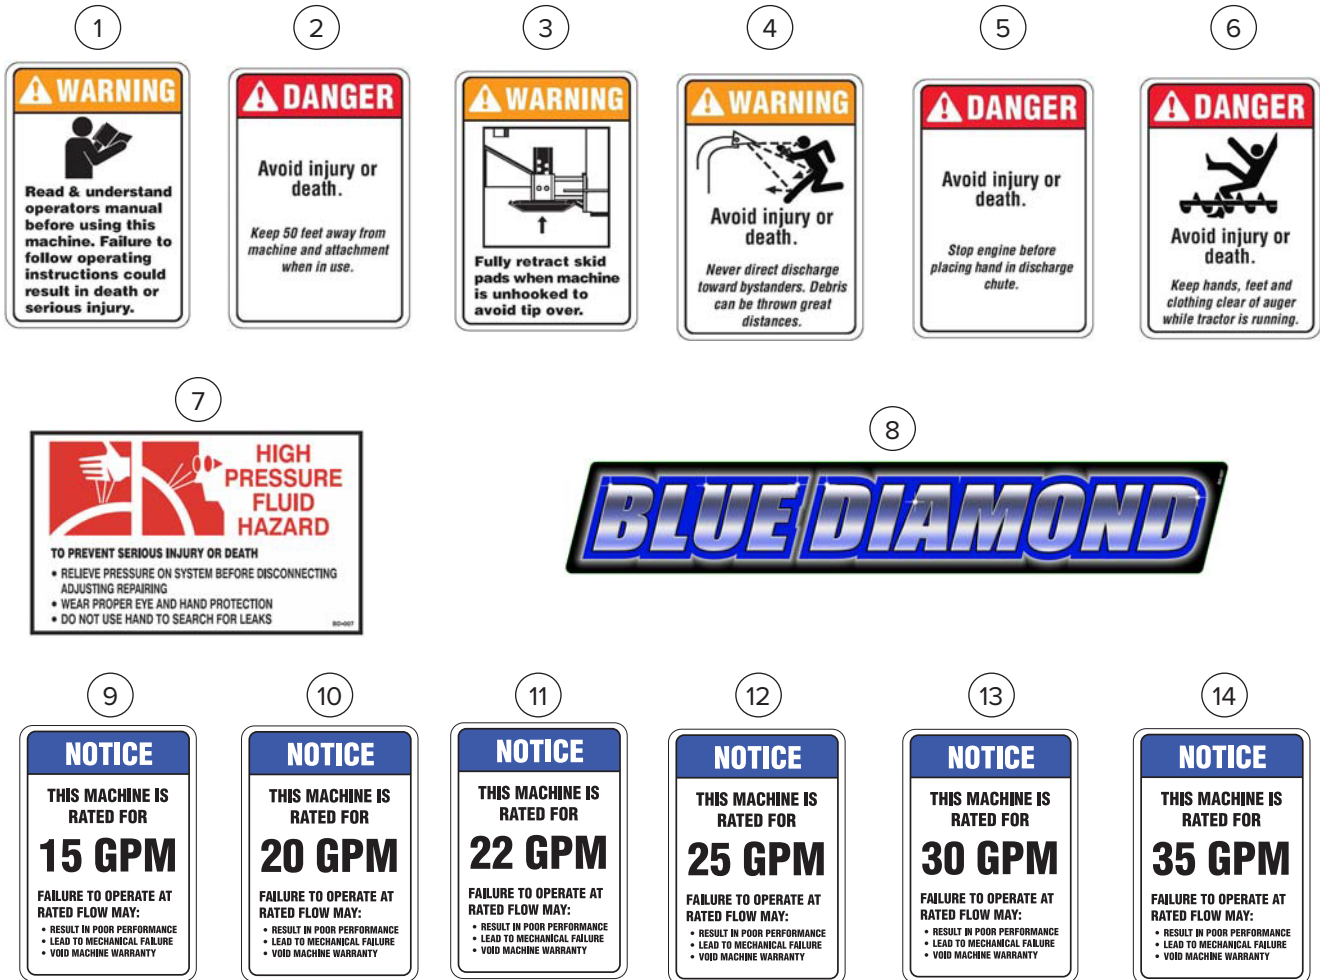 1
2
3
4
5
6
WARNING
Read & understand
operators manual
before using this
machine. Failure to
follow operating
instructions could
result in death or
serious injury.
DANGER
Avoid injury or
death.
Keep 50 feet away from
machine and attachment
when in use.
WARNING
Fully retract skid
pads when machine
is unhooked to
avoid tip over.
WARNING
Avoid injury or
death.
Never direct discharge
toward bystanders. Debris
can be thrown great
distances.
DANGER
Avoid injury or
death.
Stop engine before
placing hand in discharge
chute.
DANGER
Avoid injury or
death.
Keep hands, feet and
clothing clear of auger
while tractor is running.
7
HIGH
PRESSURE
FLUID
HAZARD
TO PREVENT SERIOUS INJURY OR DEATH
• RELIEVE PRESSURE ON SYSTEM BEFORE DISCONNECTING
ADJUSTING REPAIRING
• WEAR PROPER EYE AND HAND PROTECTION
• DO NOT USE HAND TO SEARCH FOR LEAKS
8
BLUE DIAMOND
9
10
11
12
13
14
NOTICE
THIS MACHINE IS
RATED FOR
15 GPM
FAILURE TO OPERATE AT
RATED FLOW MAY:
• RESULT IN POOR PERFORMANCE
• LEAD TO MECHANICAL FAILURE
• VOID MACHINE WARRANTY
NOTICE
THIS MACHINE IS
RATED FOR
20 GPM
FAILURE TO OPERATE AT
RATED FLOW MAY:
• RESULT IN POOR PERFORMANCE
• LEAD TO MECHANICAL FAILURE
• VOID MACHINE WARRANTY
NOTICE
THIS MACHINE IS
RATED FOR
22 GPM
FAILURE TO OPERATE AT
RATED FLOW MAY:
• RESULT IN POOR PERFORMANCE
• LEAD TO MECHANICAL FAILURE
• VOID MACHINE WARRANTY
NOTICE
THIS MACHINE IS
RATED FOR
25 GPM
FAILURE TO OPERATE AT
RATED FLOW MAY:
• RESULT IN POOR PERFORMANCE
• LEAD TO MECHANICAL FAILURE
• VOID MACHINE WARRANTY
NOTICE
THIS MACHINE IS
RATED FOR
30 GPM
FAILURE TO OPERATE AT
RATED FLOW MAY:
• RESULT IN POOR PERFORMANCE
• LEAD TO MECHANICAL FAILURE
• VOID MACHINE WARRANTY
NOTICE
THIS MACHINE IS
RATED FOR
35 GPM
FAILURE TO OPERATE AT
RATED FLOW MAY:
• RESULT IN POOR PERFORMANCE
• LEAD TO MECHANICAL FAILURE
• VOID MACHINE WARRANTY